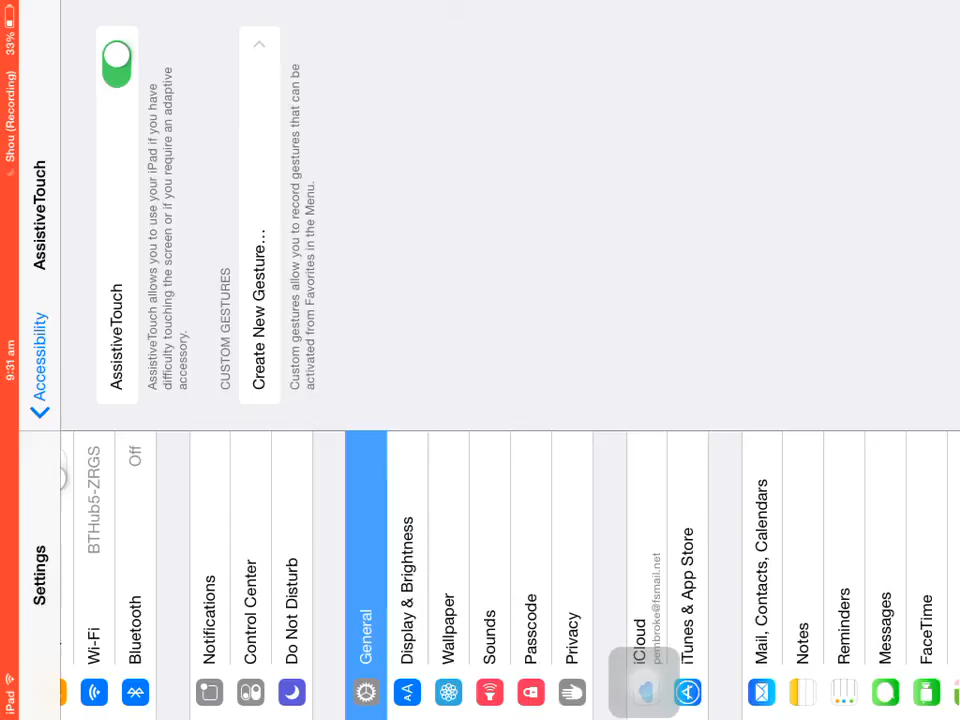 iPad
9:31 am
Shou (Recording)
33%
Settings
Wi-Fi
BTHub5-ZRGS
Bluetooth
Off
Notifications
Control Center
Do Not Disturb
General
Display & Brightness
Wallpaper
Sounds
Passcode
Privacy
iCloud
pembroke@fsmail.net
iTunes & App Store
Mail, Contacts, Calendars
Notes
Reminders
Messages
FaceTime
Accessibility
AssistiveTouch
AssistiveTouch
AssistiveTouch allows you to use your iPad if you have
difficulty touching the screen or if you require an adaptive
accessory.
CUSTOM GESTURES
Create New Gesture...
Custom gestures allow you to record gestures that can be
activated from Favorites in the Menu.